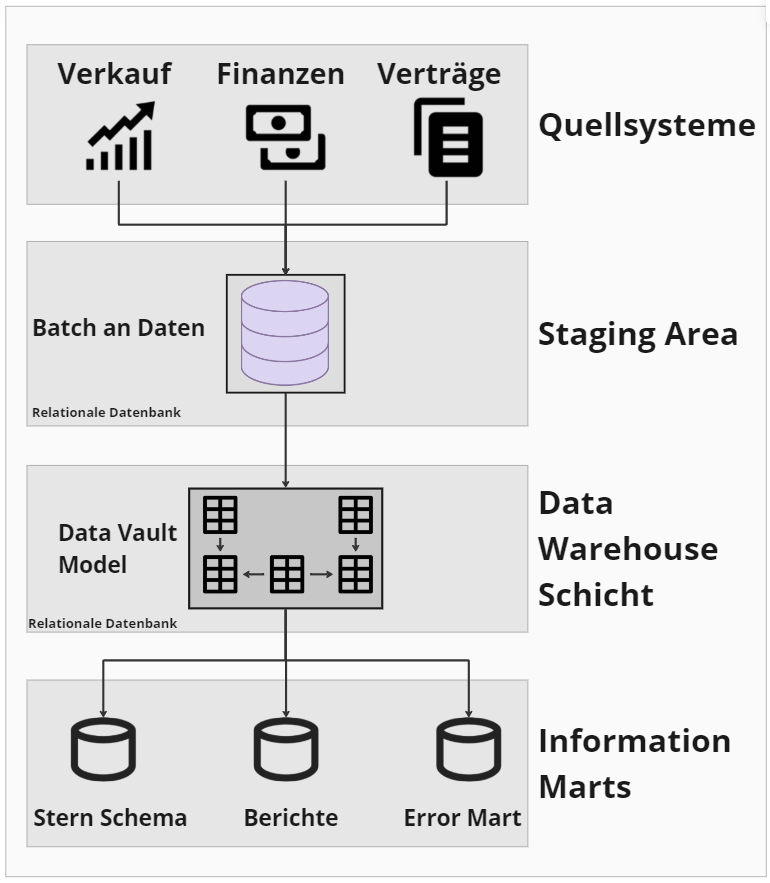 Verkauf Finanzen Verträge
Quellsysteme
Batch an Daten
Relationale Datenbank
Staging Area
Data Vault
Model
Relationale Datenbank
Data
Warehouse
Schicht
Stern Schema Berichte Error Mart
Information
Marts